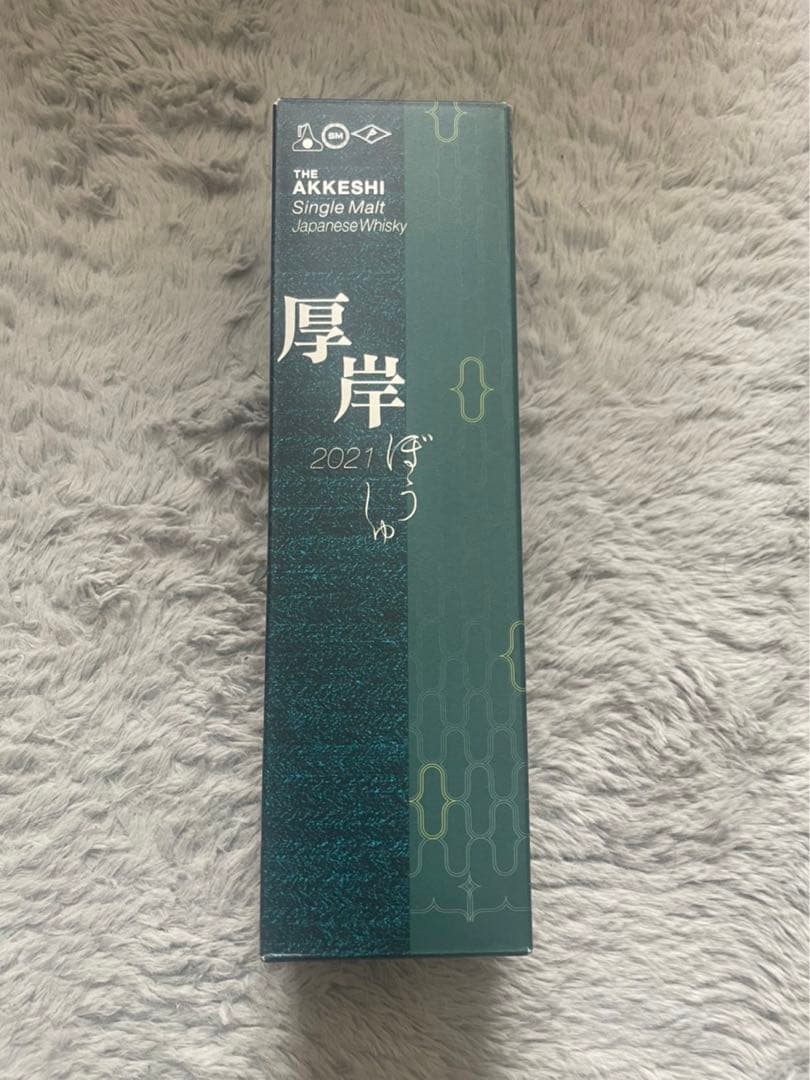 SM
THE
AKKESHI
Single Malt
Japanese Whisky
厚岸
2021 ぼうしゅ